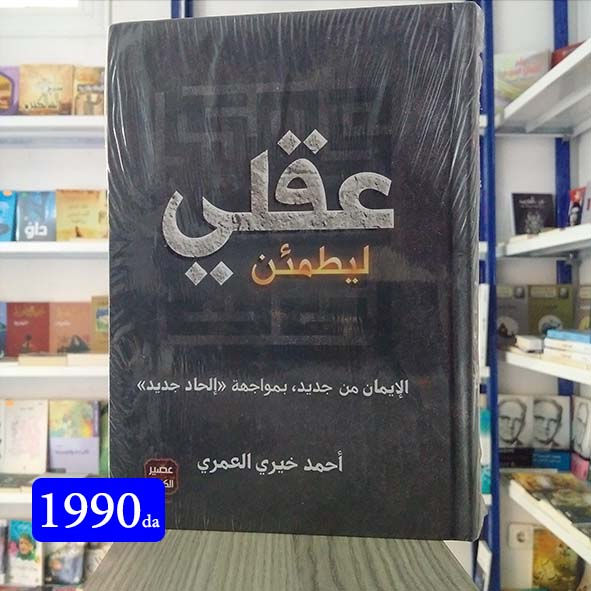 عقلي
ليطمئن
الإيمان من جديد، بمواجهة «إلحاد جديد»
أحمد خيري العمري
عصير
1990da